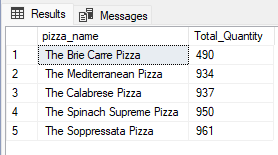 Results Messages
pizza_name Total_Quantity
1 The Brie Carre Pizza 490
2 The Mediterranean Pizza 934
3 The Calabrese Pizza 937
4 The Spinach Supreme Pizza 950
5 The Soppressata Pizza 961